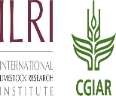 ILRI
INTERNATIONAL
LIVESTOCK RESEARCH
INSTITUTE
CGIAR